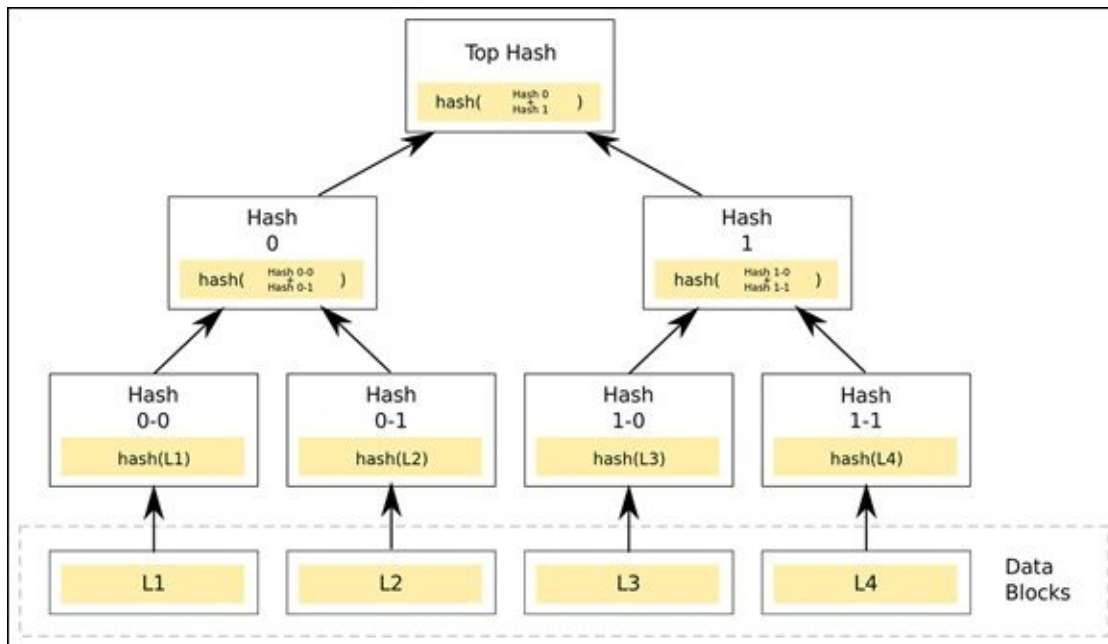 Top Hash
hash( Hash 0 + Hash 1 )
Hash
0
hash( Hash 0-0 + Hash 0-1 )
Hash
1
hash( Hash 1-0 + Hash 1-1 )
Hash
0-0
hash(L1)
Hash
0-1
hash(L2)
Hash
1-0
hash(L3)
Hash
1-1
hash(L4)
L1
L2
L3
L4
Data
Blocks